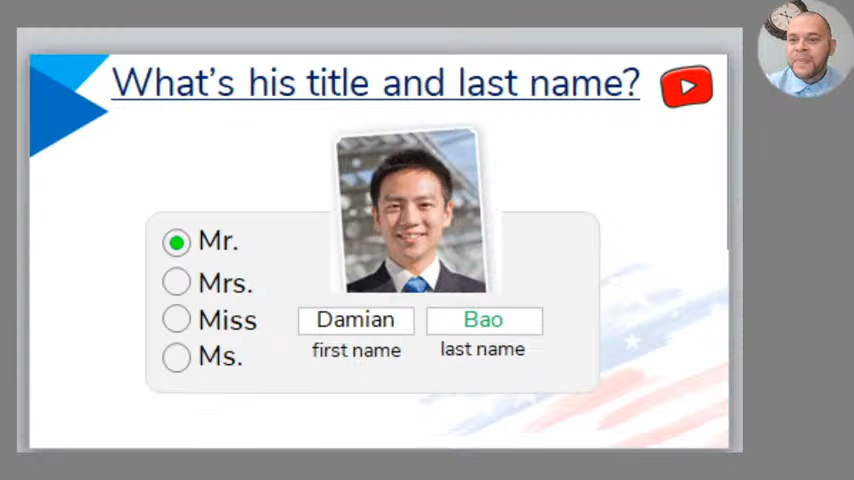 What's his title and last name?
Mr.
Mrs.
Miss
Ms.
Damian Bao
first name last name